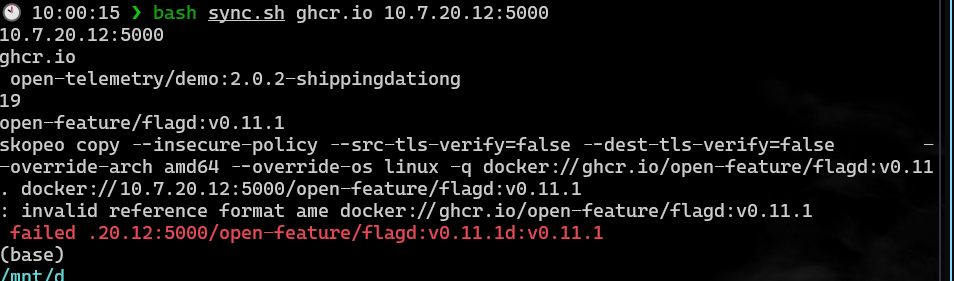 10:00:15 ❯ bash sync.sh ghcr.io 10.7.20.12:5000
10.7.20.12:5000
ghcr.io
 open-telemetry/demo:2.0.2-shippingdationg
19
open-feature/flagd:v0.11.1
skopeo copy --insecure-policy --src-tls-verify=false --dest-tls-verify=false        -
-override-arch amd64 --override-os linux -q docker://ghcr.io/open-feature/flagd:v0.11
. docker://10.7.20.12:5000/open-feature/flagd:v0.11.1
: invalid reference format ame docker://ghcr.io/open-feature/flagd:v0.11.1
 failed .20.12:5000/open-feature/flagd:v0.11.1d:v0.11.1
(base)
/mnt/d